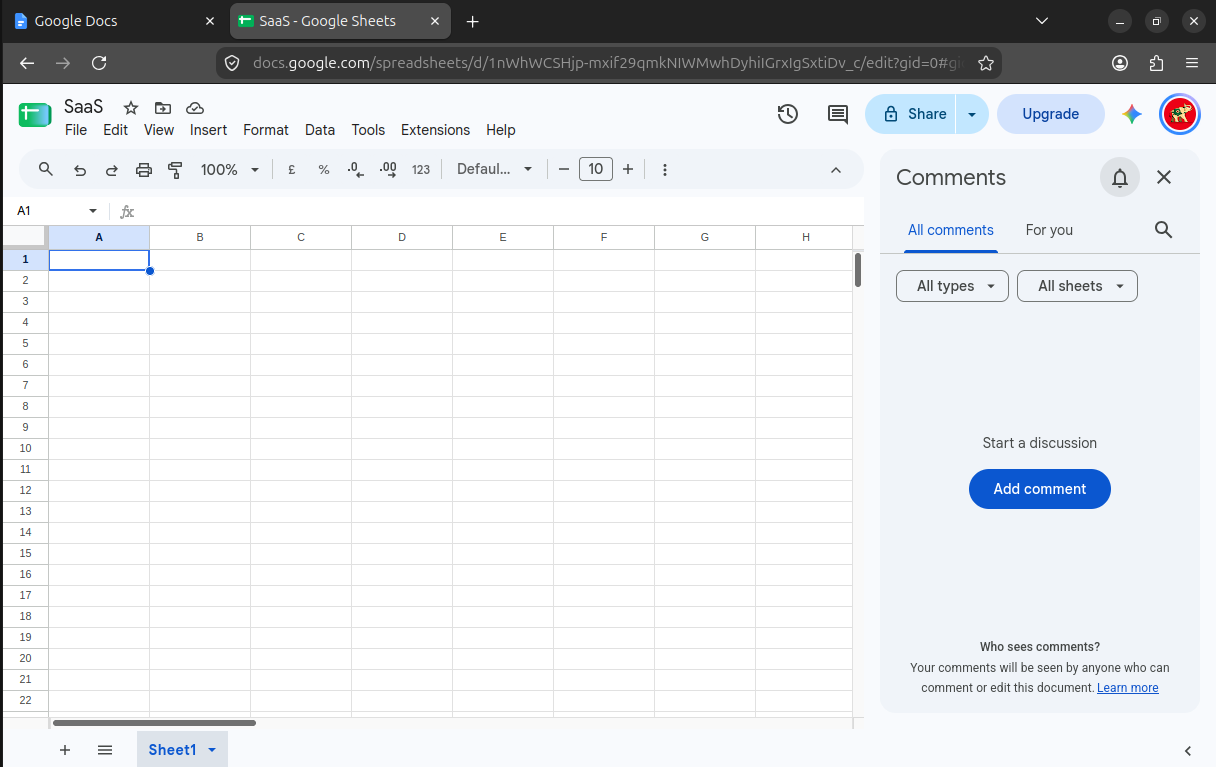 Google Docs
SaaS - Google Sheets
docs.google.com/spreadsheets/d/1nWhWCSHjp-mxif29qmkNIWMwhDyhiIGrxIgSxtiDv_c/edit?gid=0#gi
SaaS
File Edit View Insert Format Data Tools Extensions Help
Share
Upgrade
100% £ % .0 .00 123 Defaul... 10
A1
fx
A B C D E F G H
1
2
3
4
5
6
7
8
9
10
11
12
13
14
15
16
17
18
19
20
21
22
Sheet1
Comments
All comments For you
All types All sheets
Start a discussion
Add comment
Who sees comments?
Your comments will be seen by anyone who can
comment or edit this document. Learn more